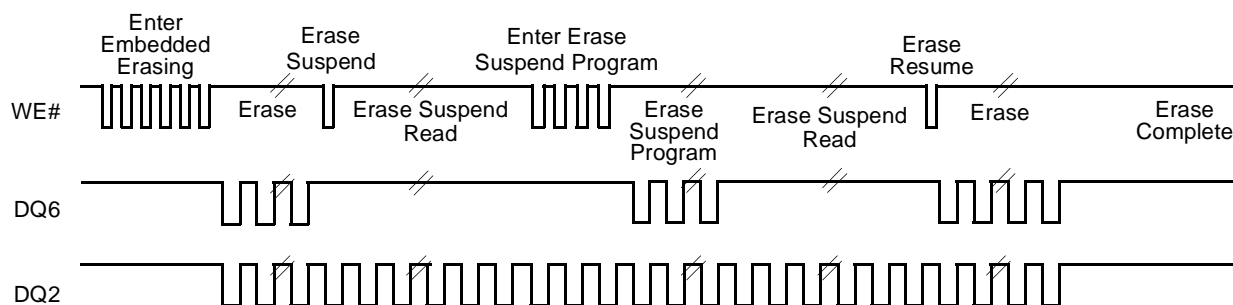 Enter
Embedded
Erasing
Erase
Suspend
Enter Erase
Suspend Program
Erase
Resume
WE#
Erase
Erase Suspend
Read
Erase
Suspend
Program
Erase Suspend
Read
Erase
Erase
Complete
DQ6
DQ2